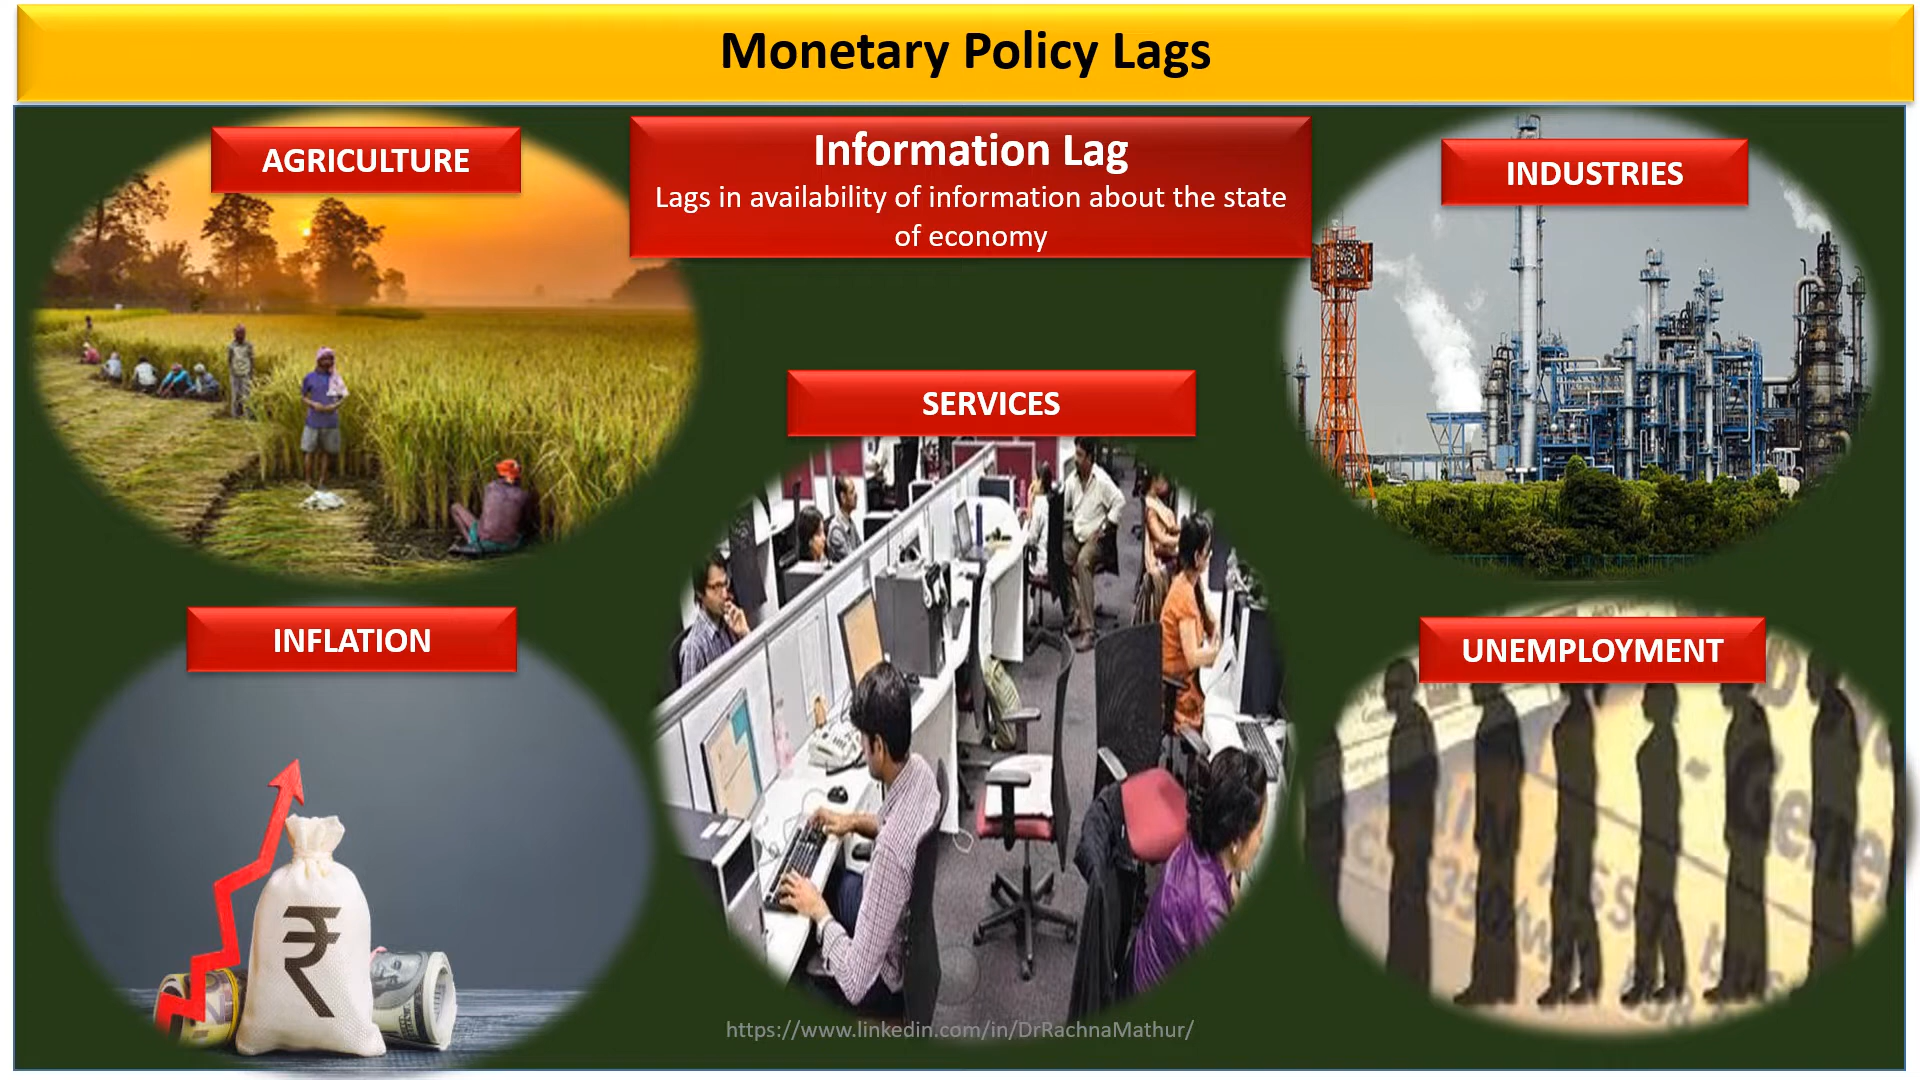 Monetary Policy Lags
AGRICULTURE
Information Lag
Lags in availability of information about the state
of economy
INDUSTRIES
SERVICES
INFLATION
UNEMPLOYMENT
₹
https://www.linkedin.com/in/DrRachnaMathur/